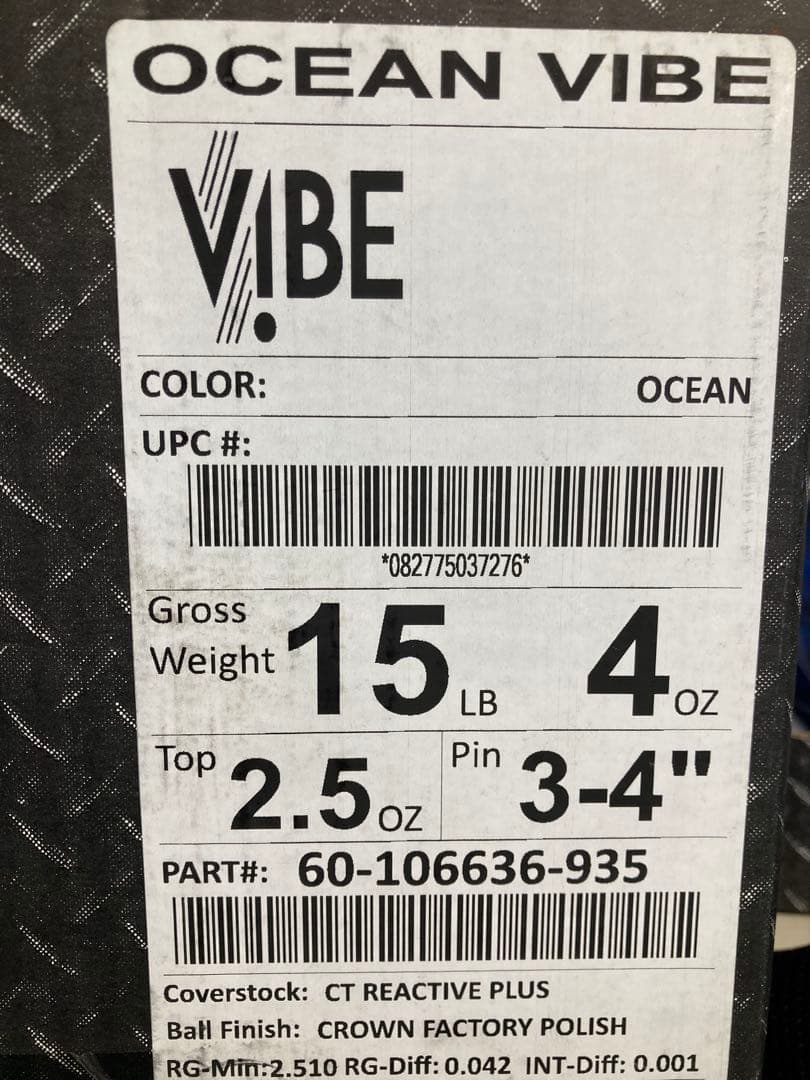 OCEAN VIBE
VIBE
COLOR: OCEAN
UPC #:
*082775037276*
Gross Weight 15 LB 4 OZ
Top 2.5 OZ Pin 3-4"
PART#: 60-106636-935
Coverstock: CT REACTIVE PLUS
Ball Finish: CROWN FACTORY POLISH
RG-Min:2.510 RG-Diff: 0.042 INT-Diff: 0.001